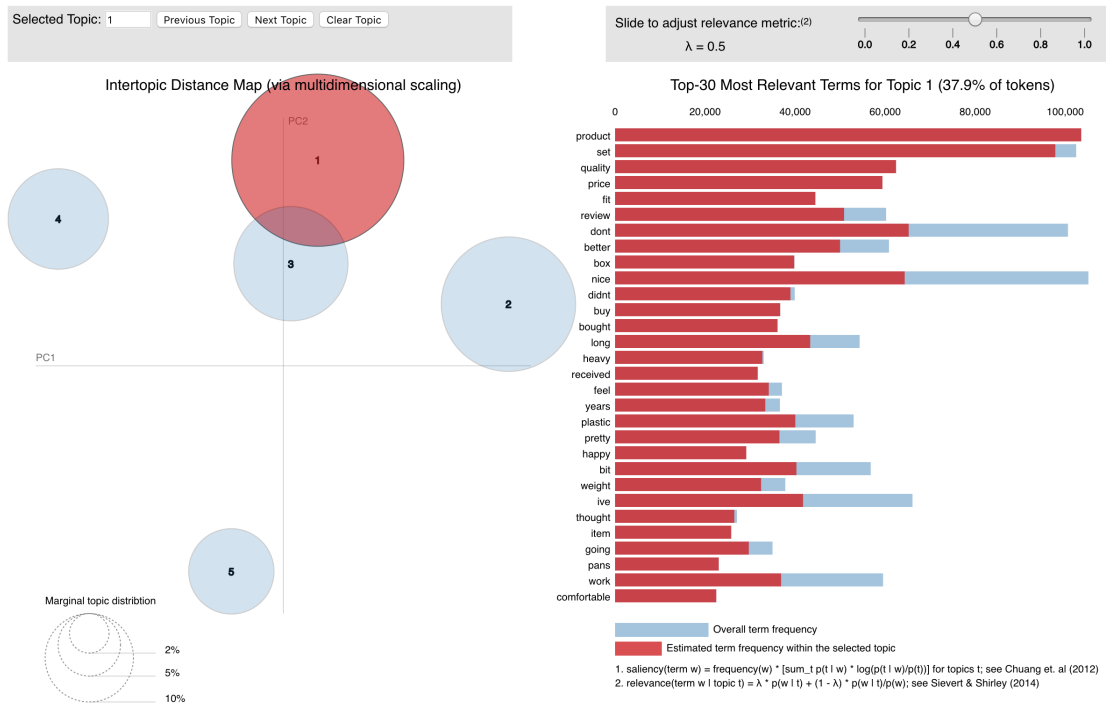 Selected Topic: 1 Previous Topic Next Topic Clear Topic
Slide to adjust relevance metric:(2)
λ = 0.5
0.0 0.2 0.4 0.6 0.8 1.0
Intertopic Distance Map (via multidimensional scaling)
PC2
PC1
1
4
3
2
5
Marginal topic distribtion
2%
5%
10%
Top-30 Most Relevant Terms for Topic 1 (37.9% of tokens)
0 20,000 40,000 60,000 80,000 100,000
product
set
quality
price
fit
review
dont
better
box
nice
didnt
buy
bought
long
heavy
received
feel
years
plastic
pretty
happy
bit
weight
ive
thought
item
going
pans
work
comfortable
Overall term frequency
Estimated term frequency within the selected topic
1. saliency(term w) = frequency(w) * [sum_t p(t | w) * log(p(t | w)/p(t))] for topics t; see Chuang et. al (2012)
2. relevance(term w | topic t) = λ * p(w | t) + (1 - λ) * p(w | t)/p(w); see Sievert & Shirley (2014)